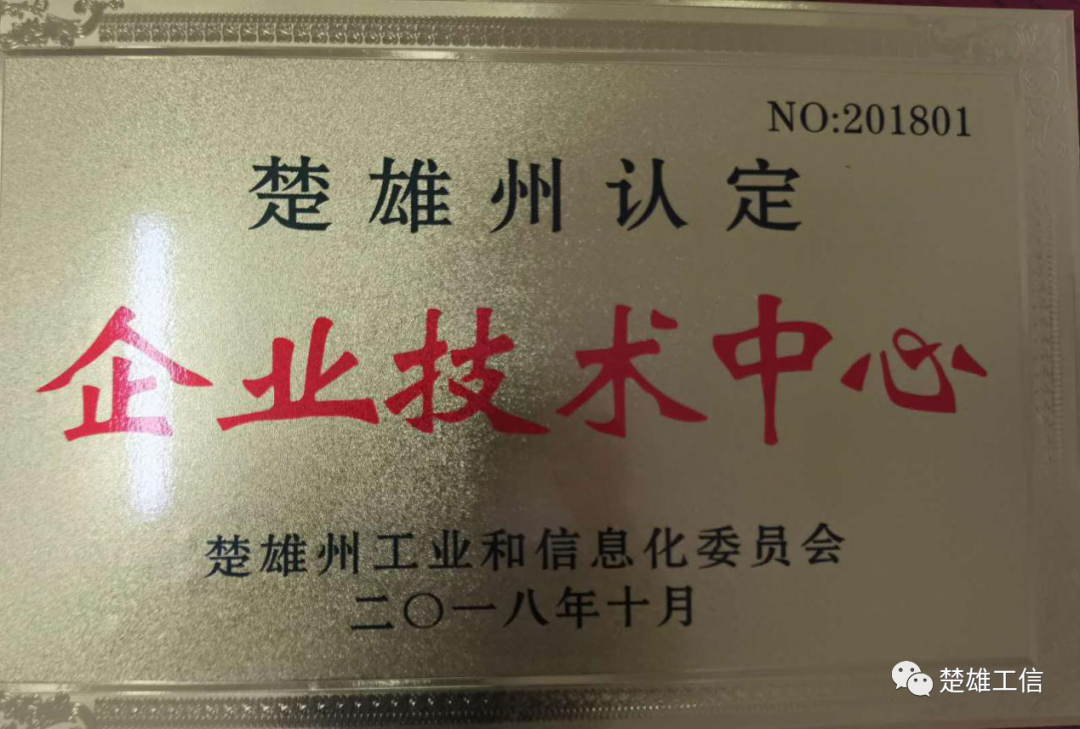 NO:201801
楚雄州认定
企业技术中心
楚雄州工业和信息化委员会
二〇一八年十月
楚雄工信